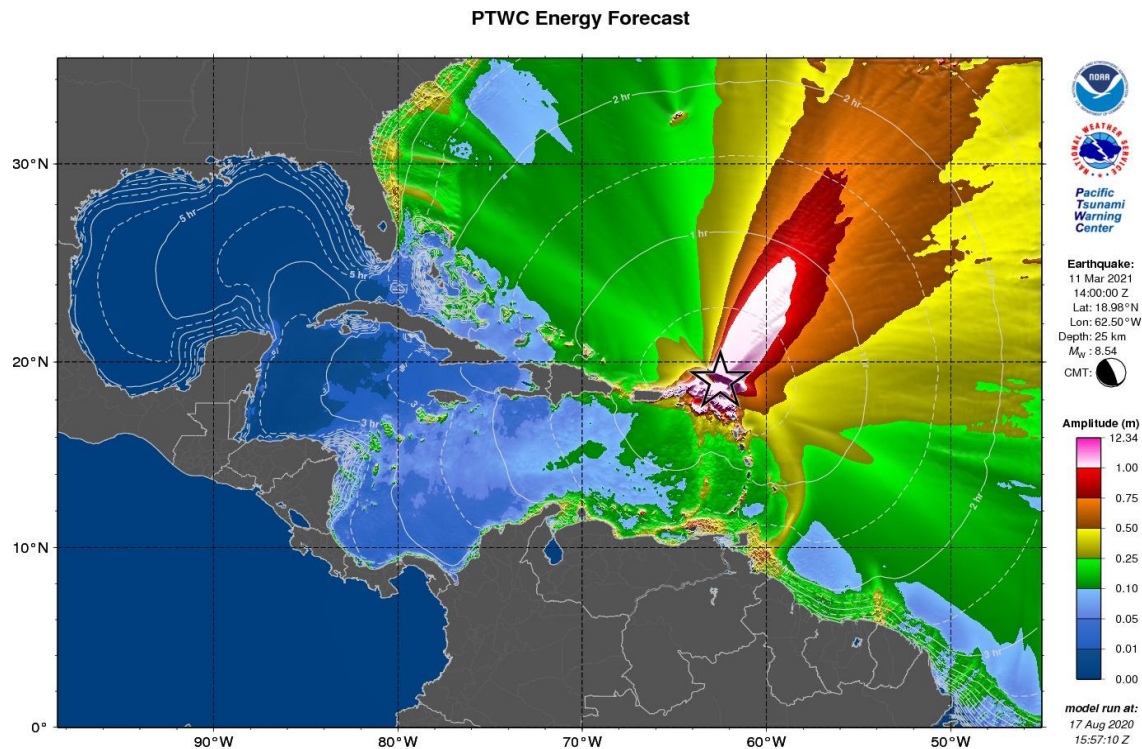 PTWC Energy Forecast
30°N
20°N
10°N
0°
90°W
80°W
70°W
60°W
50°W
2 hr
2 hr
1 hr
5 hr
5 hr
3 hr
2 hr
3 hr
NOAA
NATIONAL WEATHER SERVICE
Pacific
Tsunami
Warning
Center
Earthquake:
11 Mar 2021
14:00:00 Z
Lat: 18.98°N
Lon: 62.50°W
Depth: 25 km
Mw : 8.54
CMT:
Amplitude (m)
12.34
1.00
0.75
0.50
0.25
0.10
0.05
0.01
0.00
model run at:
17 Aug 2020
15:57:10 Z